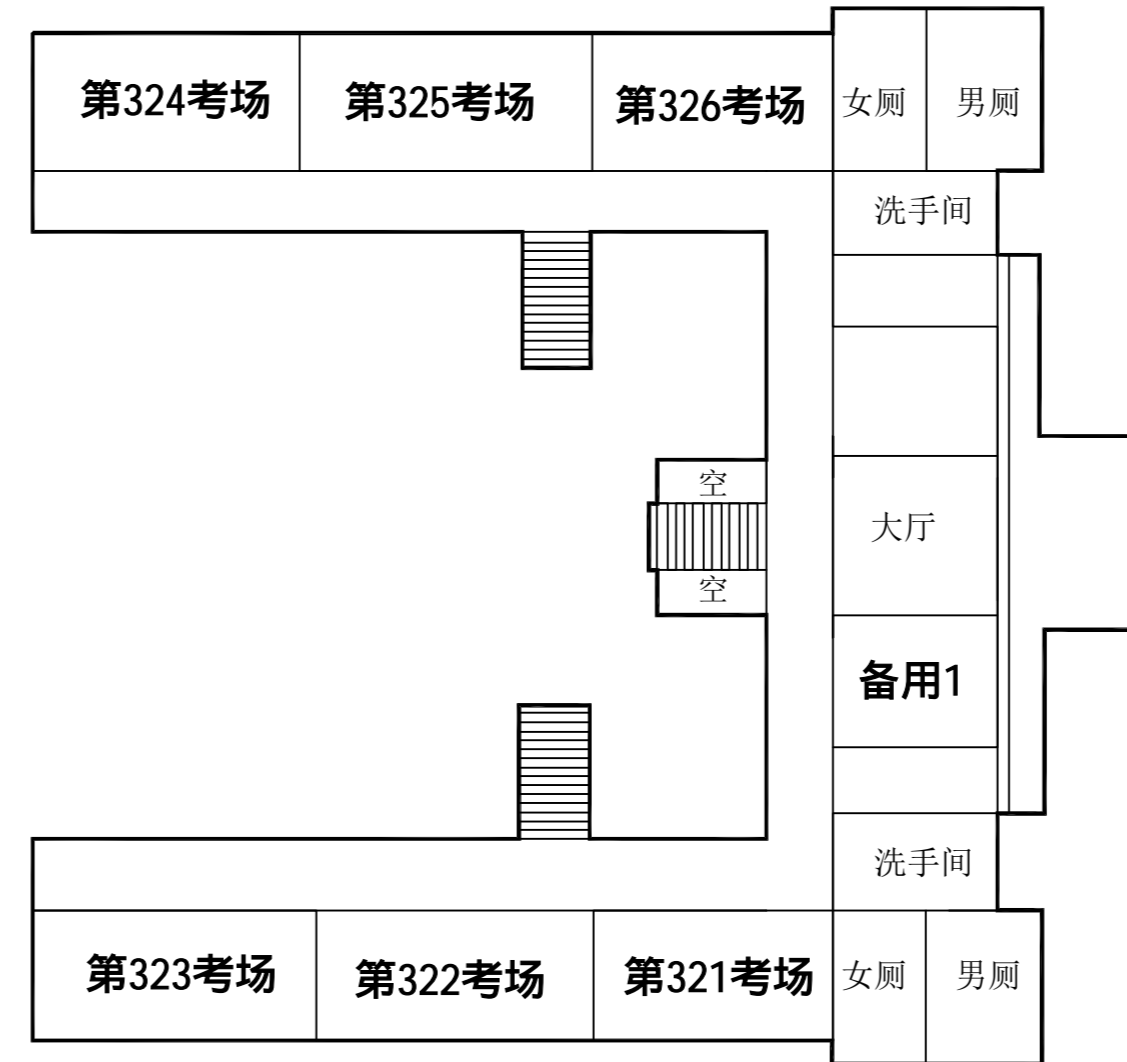 第324考场
第325考场
第326考场
女厕
男厕
洗手间
空
大厅
空
备用1
洗手间
第323考场
第322考场
第321考场
女厕
男厕